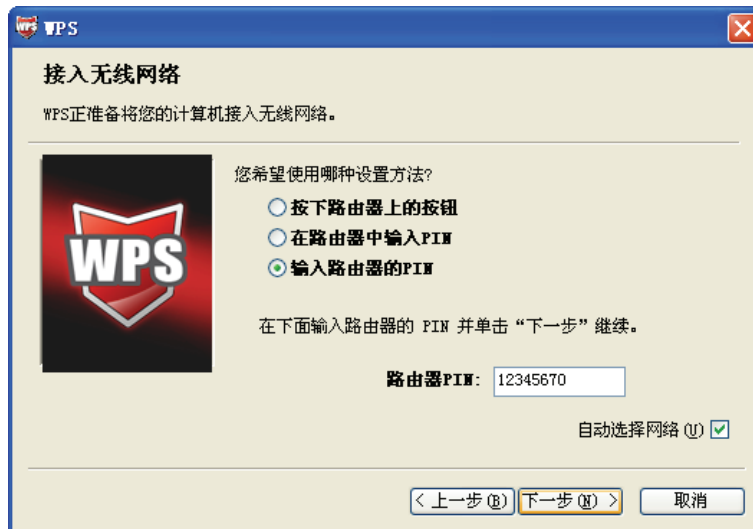 WPS
接入无线网络
WPS正准备将您的计算机接入无线网络。
您希望使用哪种设置方法?
按下路由器上的按钮
在路由器中输入PIN
输入路由器的PIN
WPS
在下面输入路由器的 PIN 并单击“下一步”继续。
路由器PIN: 12345670
自动选择网络(U)
< 上一步(B) 下一步(N) > 取消